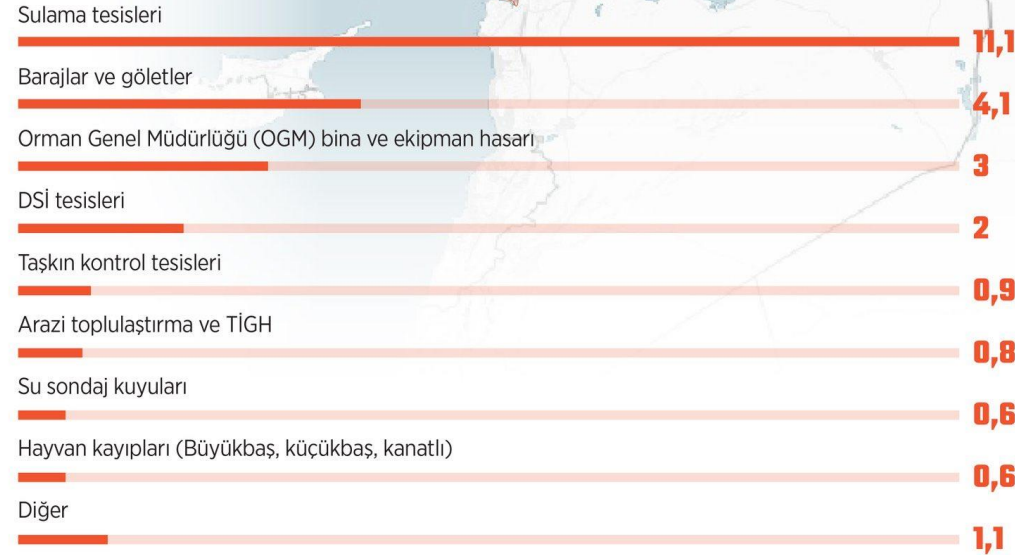 Sulama tesisleri
11,1
Barajlar ve göletler
4,1
Orman Genel Müdürlüğü (OGM) bina ve ekipman hasarı
3
DSİ tesisleri
2
Taşkın kontrol tesisleri
0,9
Arazi toplulaştırma ve TİGH
0,8
Su sondaj kuyuları
0,6
Hayvan kayıpları (Büyükbaş, küçükbaş, kanatlı)
0,6
Diğer
1,1